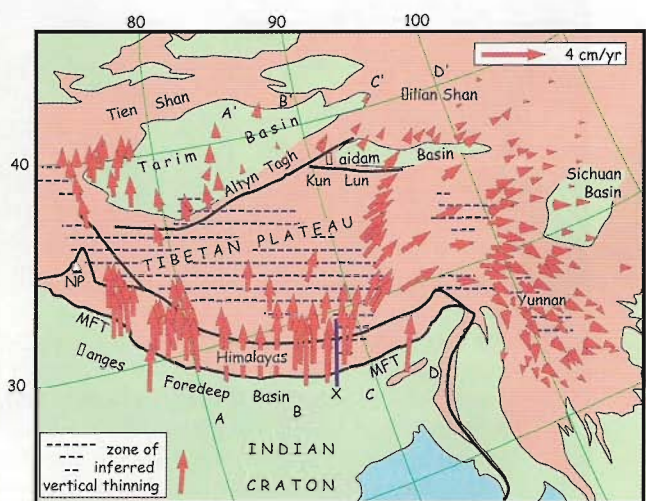 80
90
100
4 cm/yr
D'
C'
▯ilian Shan
B'
A'
Tien Shan
Tarim Basin
Altyn Tagh
▯aidam Basin
Kun Lun
40
Sichuan
Basin
TIBETAN PLATEAU
NP
Yunnan
MFT
Himalayas
MFT
▯anges Foredeep Basin
X
C
D
30
A
B
INDIAN
CRATON
zone of
inferred
vertical thinning